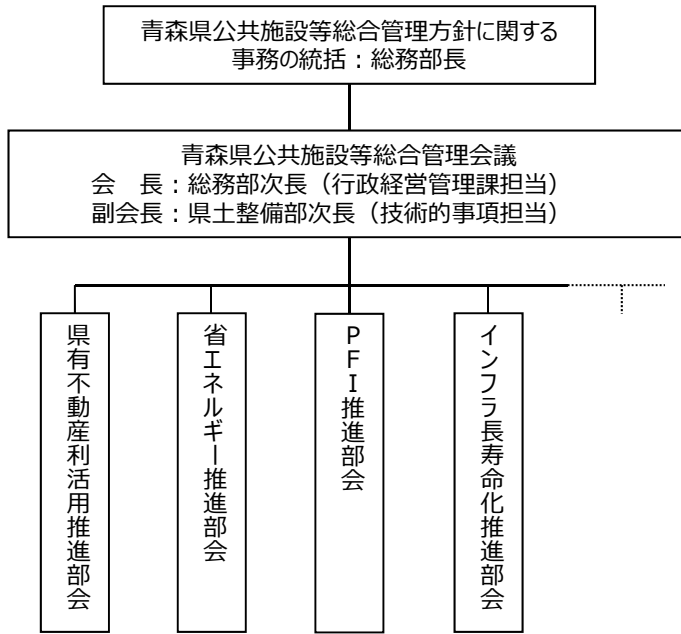 青森県公共施設等総合管理方針に関する
事務の統括：総務部長
青森県公共施設等総合管理会議
会　長：総務部次長（行政経営管理課担当）
副会長：県土整備部次長（技術的事項担当）
県有不動産利活用推進部会
省エネルギー推進部会
ＰＦＩ推進部会
インフラ長寿命化推進部会